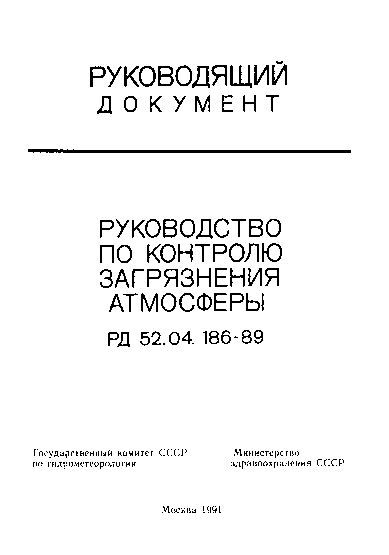 РУКОВОДЯЩИЙ
ДОКУМЕНТ
РУКОВОДСТВО
ПО КОНТРОЛЮ
ЗАГРЯЗНЕНИЯ
АТМОСФЕРЫ
РД 52.04.186-89
Государственный комитет СССР
по гидрометеорологии
Министерство
здравоохранения СССР
Москва 1991